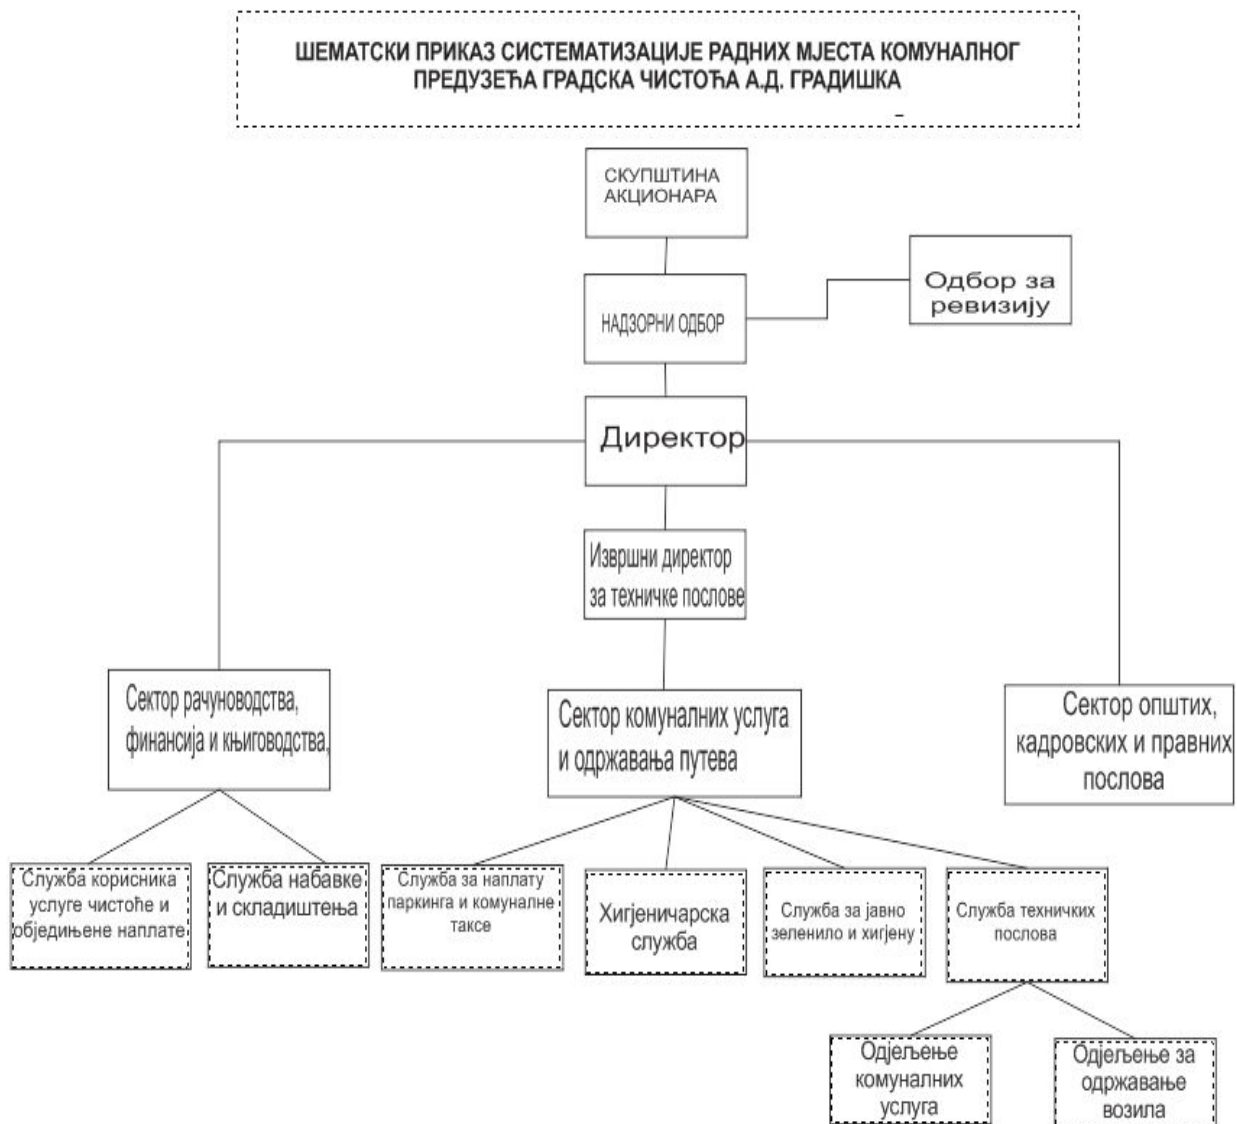 ШЕМАТСКИ ПРИКАЗ СИСТЕМАТИЗАЦИЈЕ РАДНИХ МЈЕСТА КОМУНАЛНОГ
ПРЕДУЗЕЋА ГРАДСКА ЧИСТОЋА А.Д. ГРАДИШКА
-
СКУПШТИНА
АКЦИОНАРА
Одбор за
ревизију
НАДЗОРНИ ОДБОР
Директор
Извршни директор
за техничке послове
Сектор рачуноводства,
финансија и књиговодства,
Сектор комуналних услуга
и одржавања путева
Сектор општих,
кадровских и правних
послова
Служба корисника
услуге чистоће и
обједињене наплате
Служба набавке
и складиштења
Служба за наплату
паркинга и комуналне
таксе
Хигјеничарска
служба
Служба за јавно
зеленило и хигјену
Служба техничких
послова
Одјељење
комуналних
услуга
Одјељење за
одржавање
возила